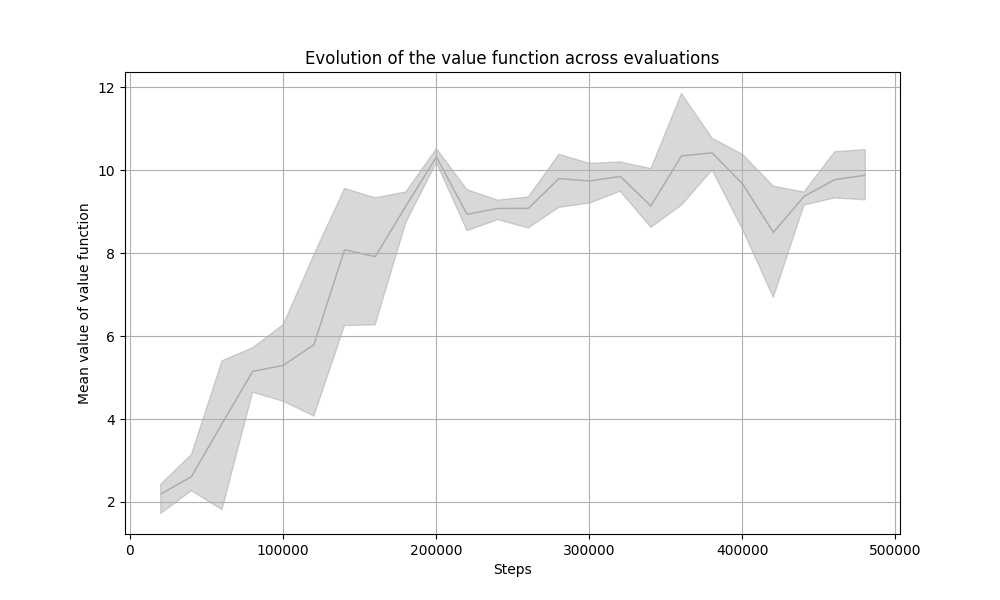 Evolution of the value function across evaluations
Mean value of value function
12
10
8
6
4
2
0 100000 200000 300000 400000 500000
Steps